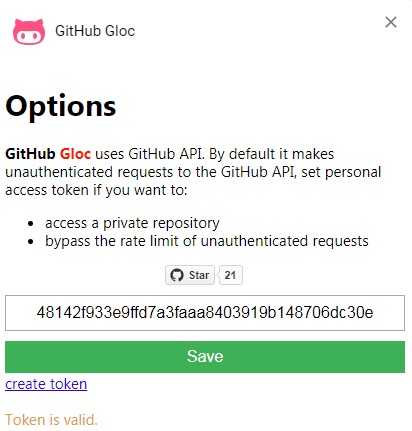 GitHub Gloc
Options
GitHub Gloc uses GitHub API. By default it makes
unauthenticated requests to the GitHub API, set personal
access token if you want to:
• access a private repository
• bypass the rate limit of unauthenticated requests
Star 21
48142f933e9ffd7a3faaa8403919b148706dc30e
Save
create token
Token is valid.